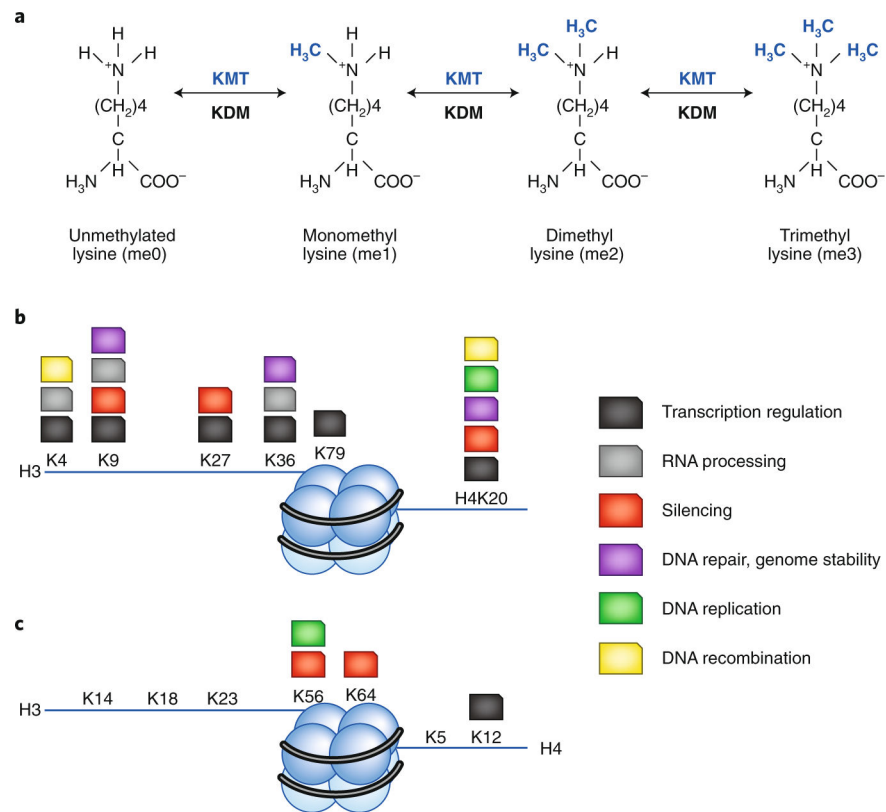 a
H H H H
H₃C H H₃C H₃C H H₃C H₃C H₃C
⁺N ⁺N ⁺N ⁺N
KMT KMT KMT
(CH₂)4 (CH₂)4 (CH₂)4 (CH₂)4
KDM KDM KDM
C C C C
H H H H
H₃N COO⁻ H₃N COO⁻ H₃N COO⁻ H₃N COO⁻
Unmethylated
lysine (me0)
Monomethyl
lysine (me1)
Dimethyl
lysine (me2)
Trimethyl
lysine (me3)
b
K4 K9 K27 K36 K79
H3
H4K20
Transcription regulation
RNA processing
Silencing
DNA repair, genome stability
DNA replication
DNA recombination
c
K14 K18 K23 K56 K64
H3
K5 K12 H4